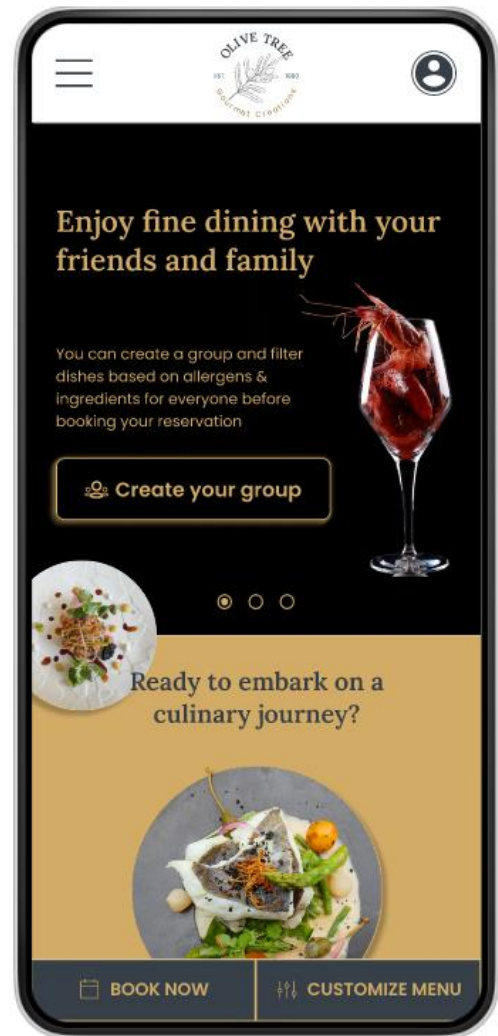 OLIVE TREE
EST. 1990
Gourmet Creations
Enjoy fine dining with your
friends and family
You can create a group and filter
dishes based on allergens &
ingredients for everyone before
booking your reservation
Create your group
Ready to embark on a
culinary journey?
BOOK NOW
CUSTOMIZE MENU